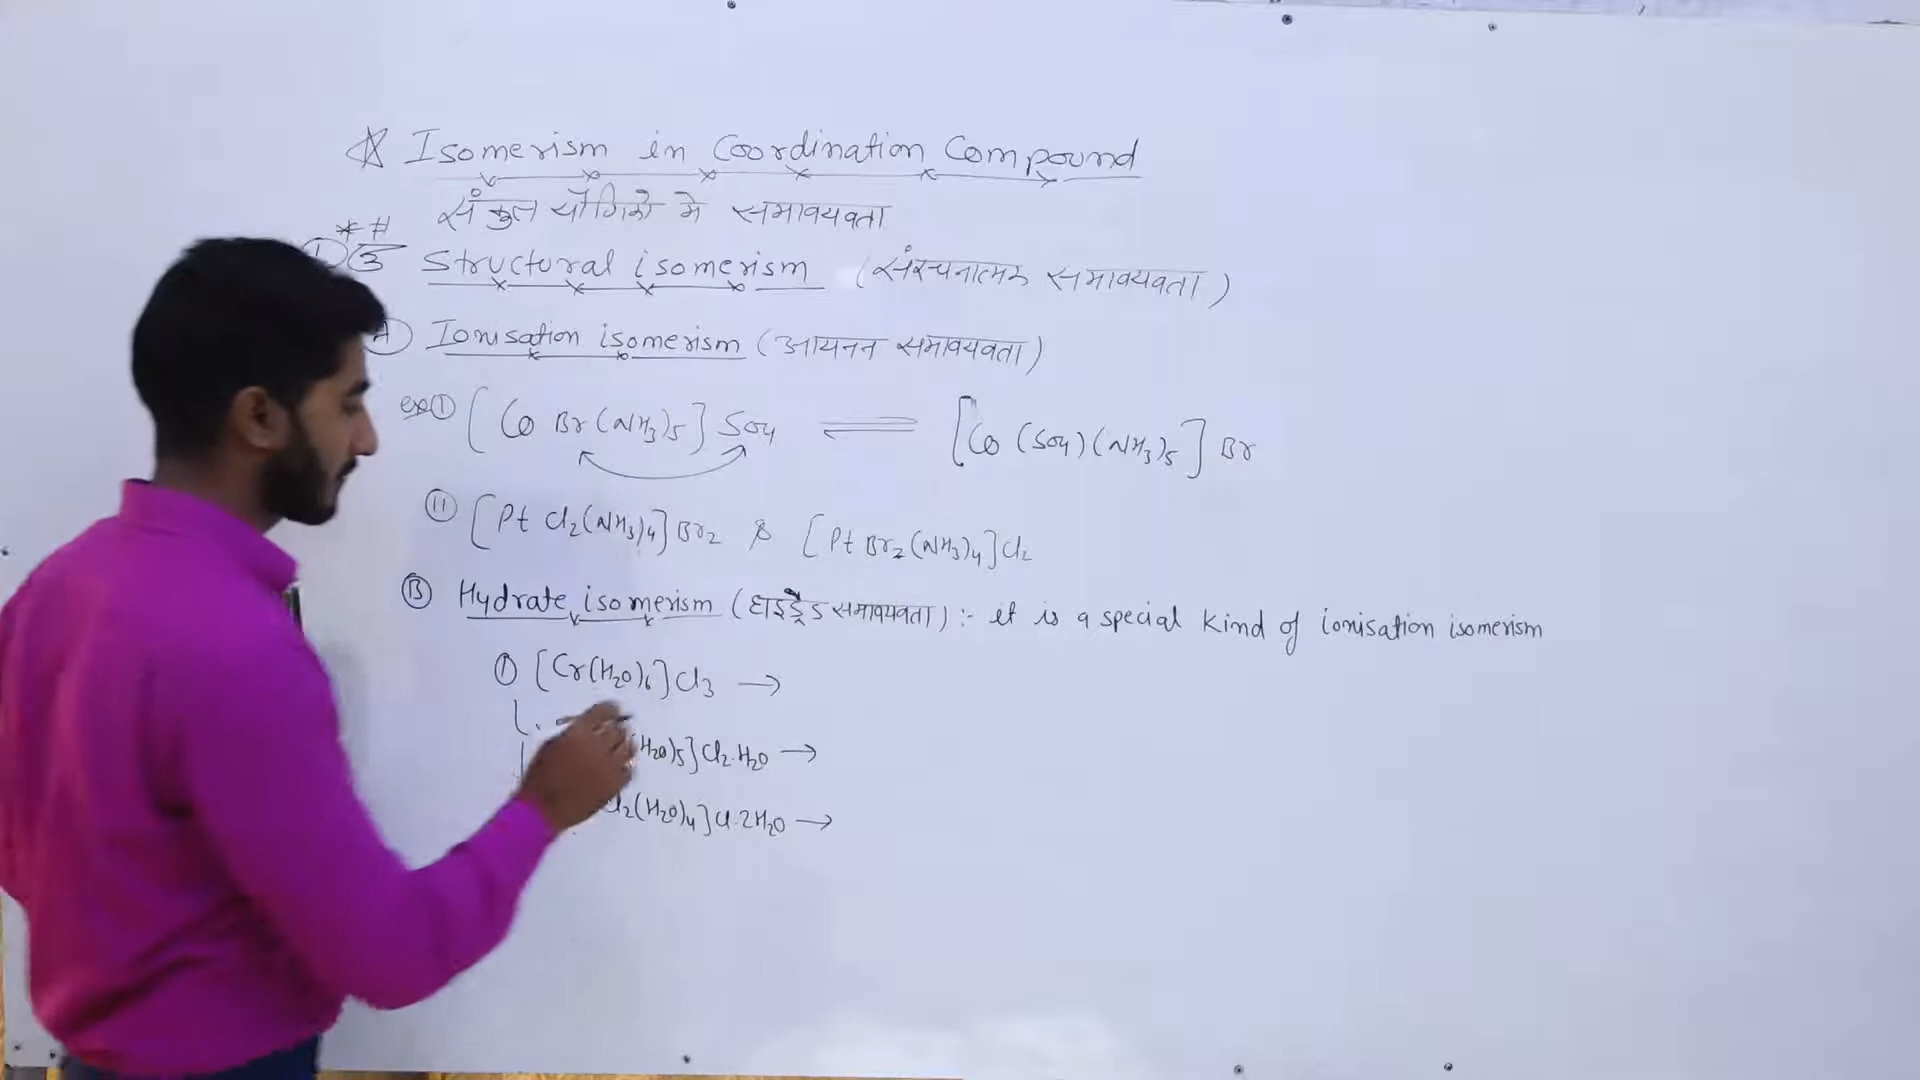 Isomerism in Coordination Compound
संकुल यौगिको मे समावयवता
* #
Structural isomerism (संरचनात्मक समावयवता)
A Ionisation isomerism (आयनन समावयवता)
ex ① [Co Br(NH3)5] SO4 ⇌ [Co (SO4)(NH3)5] Br
② [Pt Cl2(NH3)4] Br2 & [Pt Br2(NH3)4] Cl2
Ⓑ Hydrate isomerism (हाइड्रेड समावयवता) :- it is a special kind of ionisation isomerism
① [Cr(H2O)6]Cl3 →
(H2O)5]Cl2.H2O →
Cl2(H2O)4]Cl.2H2O →